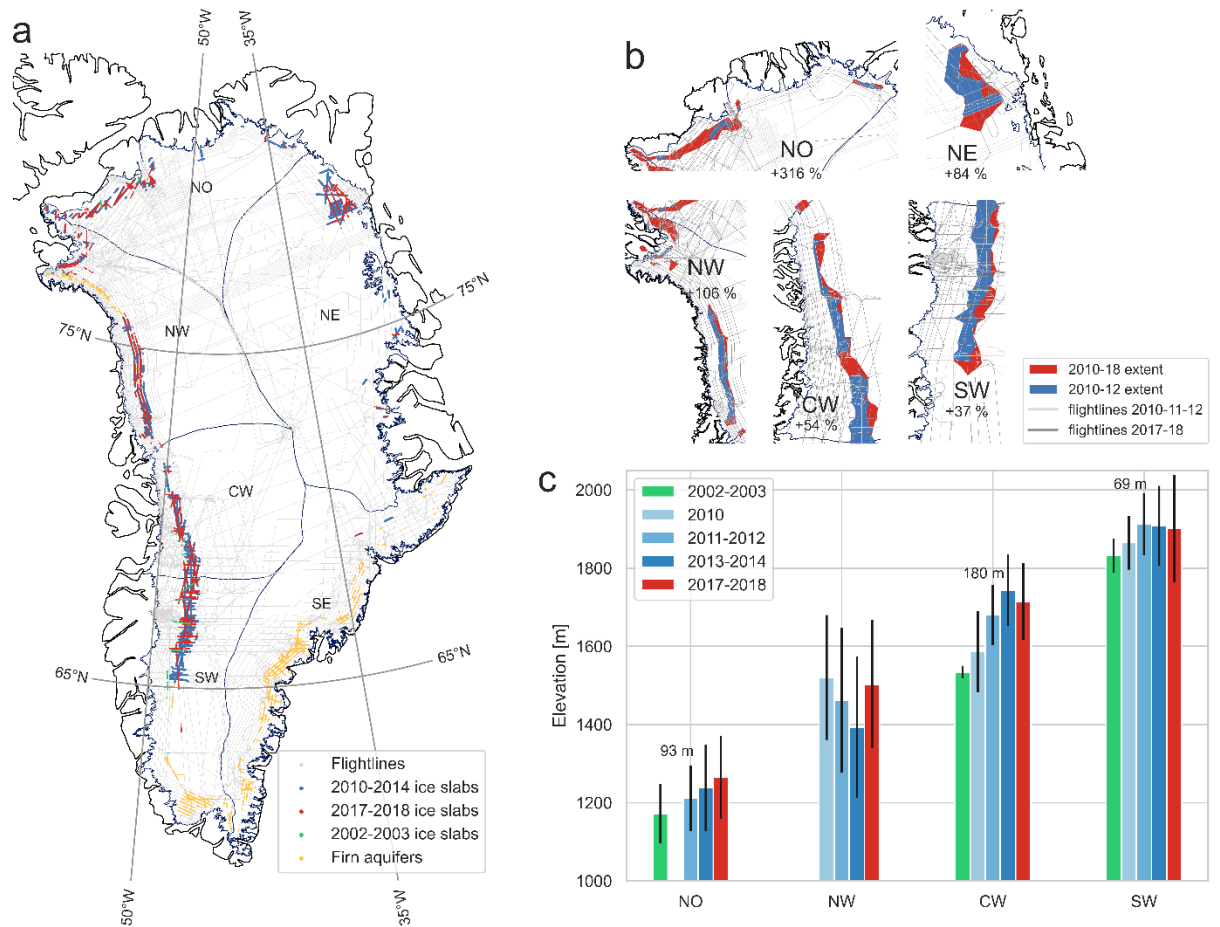 a
50°W
35°W
NO
75°N
NW
NE
75°N
CW
SE
65°N
SW
65°N
Flightlines
2010-2014 ice slabs
2017-2018 ice slabs
2002-2003 ice slabs
Firn aquifers
50°W
35°W
b
NO
+316 %
NE
+84 %
NW
+106 %
CW
+54 %
SW
+37 %
2010-18 extent
2010-12 extent
flightlines 2010-11-12
flightlines 2017-18
c
Elevation [m]
2000
1800
1600
1400
1200
1000
2002-2003
2010
2011-2012
2013-2014
2017-2018
93 m
180 m
69 m
NO
NW
CW
SW